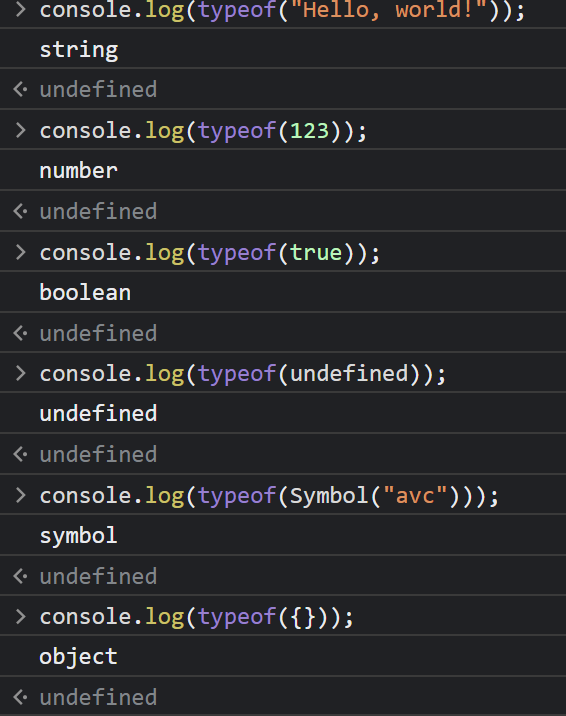 > console.log(typeof("Hello, world!"));
string
undefined
> console.log(typeof(123));
number
undefined
> console.log(typeof(true));
boolean
undefined
> console.log(typeof(undefined));
undefined
undefined
> console.log(typeof(Symbol("avc")));
symbol
undefined
> console.log(typeof({}));
object
undefined